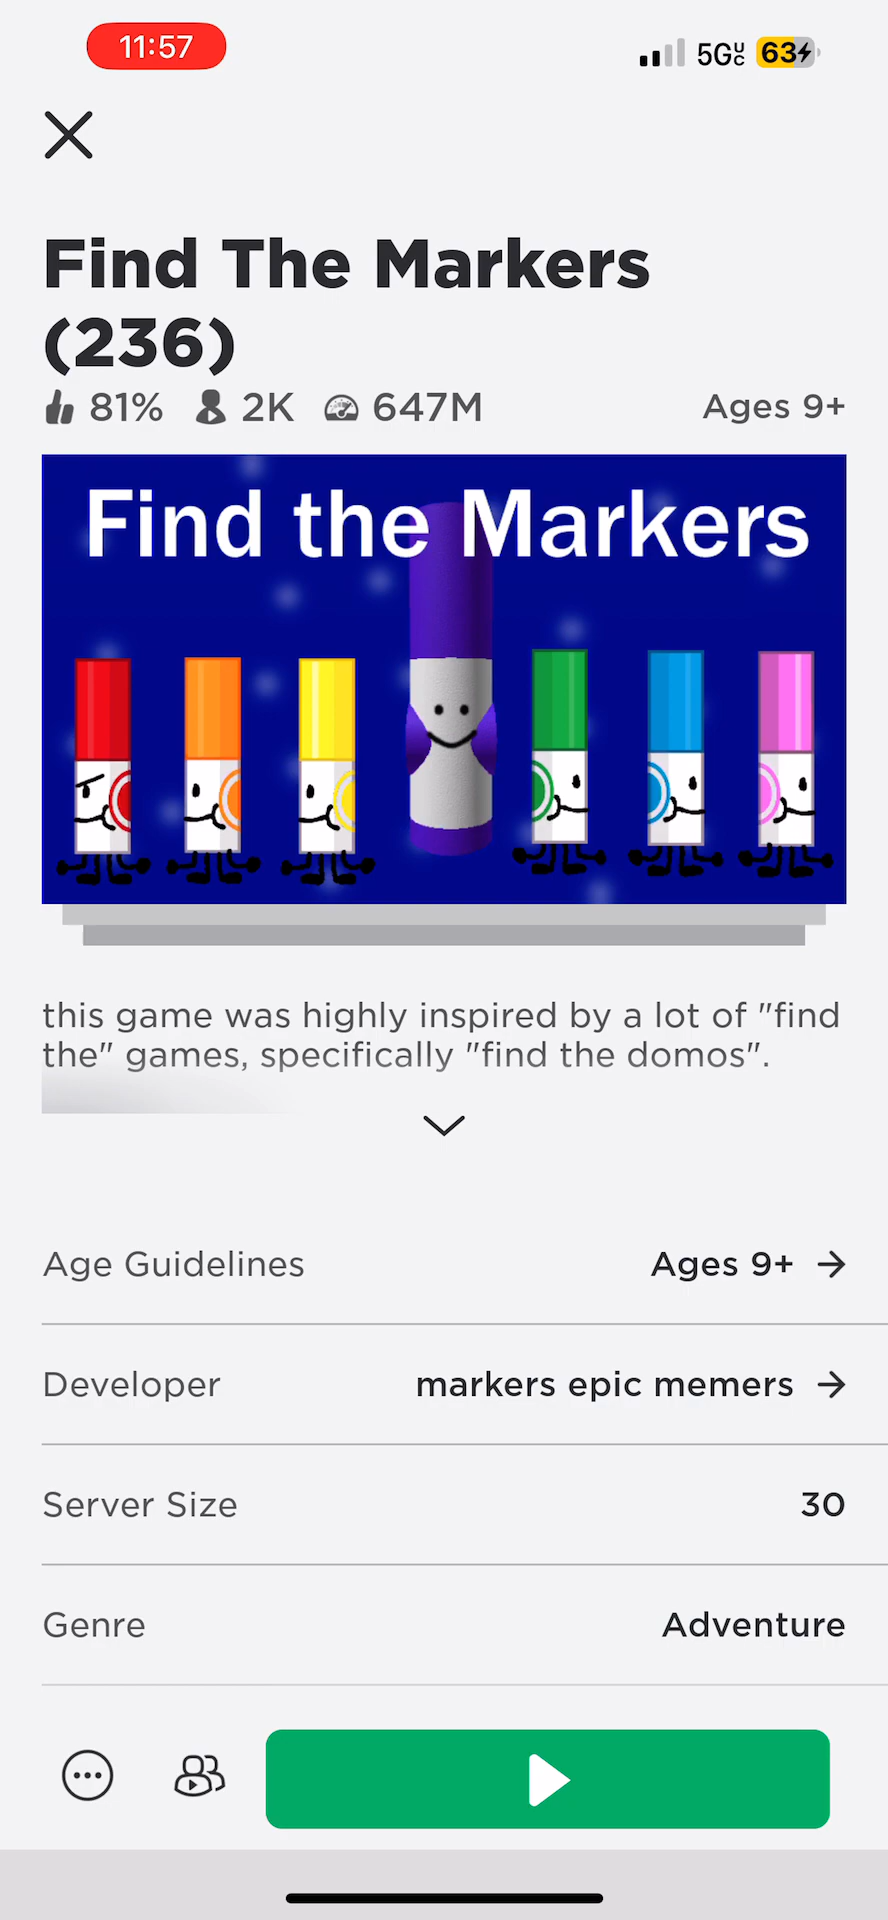 11:57
5G UC 63
Find The Markers
(236)
81% 2K 647M Ages 9+
Find the Markers
this game was highly inspired by a lot of "find
the" games, specifically "find the domos".
Age Guidelines Ages 9+
Developer markers epic memers
Server Size 30
Genre Adventure